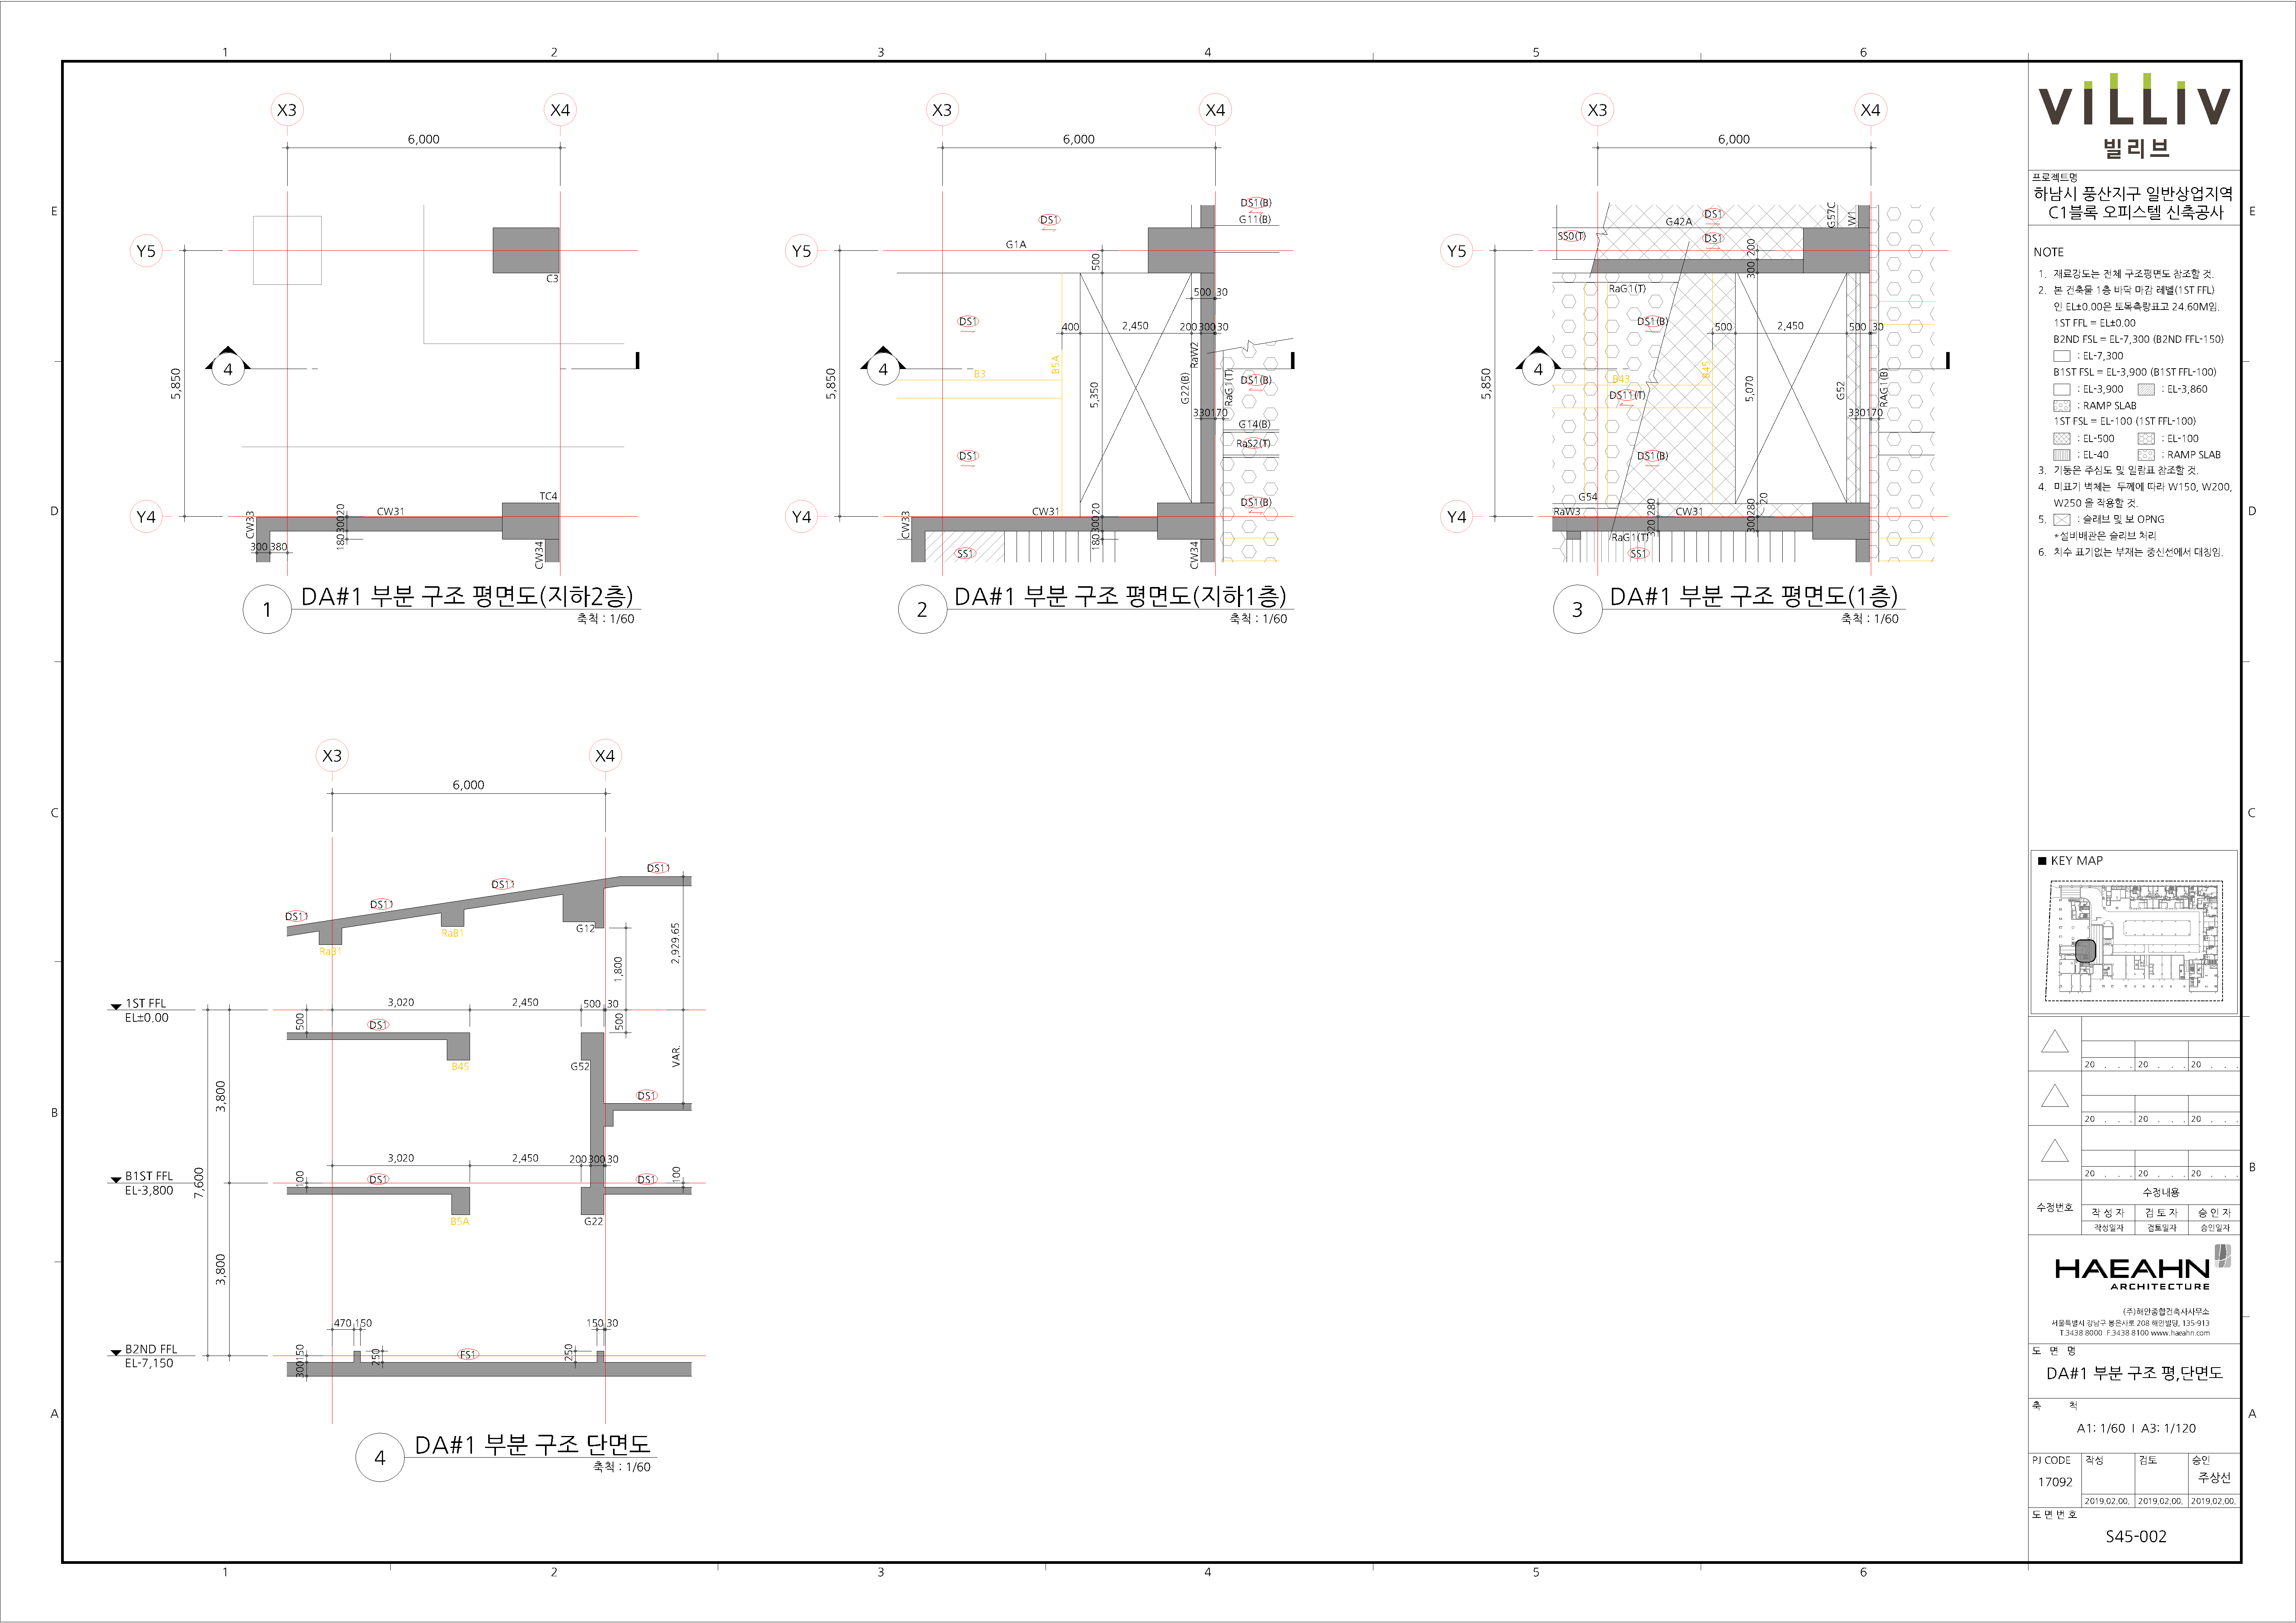 1 2 3 4 5 6
X3 X4
6,000
Y5
C3
5,850
4
TC4
Y4
CW33
CW31
300 380
180 300 20
CW34
1 DA#1 부분 구조 평면도(지하2층)
축척 : 1/60
X3 X4
6,000
DS1
DS1(B)
G11(B)
Y5
G1A
500
500 30
DS1
400 2,450 200 300 30
RaW2
B5A
4
B3
5,850
5,350
G22(B)
RaG1(T)
DS1(B)
330 170
G14(B)
RaS2(T)
DS1
DS1(B)
Y4
CW33
CW31
180 300 20
SS1
CW34
2 DA#1 부분 구조 평면도(지하1층)
축척 : 1/60
X3 X4
6,000
DS1
G42A
G57C
W1
SS0(T)
DS1
Y5
300 200
RaG1(T)
DS1(B)
500 2,450 500 30
4
B43
B45
5,850
DS11(T)
5,070
G52
RAG1(B)
330 170
DS1(B)
G54
RaW3
CW31
320 280
300 280
20
Y4
RaG1(T)
SS1
3 DA#1 부분 구조 평면도(1층)
축척 : 1/60
X3 X4
6,000
DS11
DS11
DS11
DS11
RaB1
RaB1
G12
1,800
2,929.65
1ST FFL
EL±0.00
3,020 2,450 500 30
500
500
DS1
B45
G52
VAR.
DS1
3,800
7,600
B1ST FFL
EL-3,800
3,020 2,450 200 300 30
100
DS1
DS1
100
B5A
G22
3,800
B2ND FFL
EL-7,150
470 150
150 30
300 150
250
FS1
250
4 DA#1 부분 구조 단면도
축척 : 1/60
E D C B A
VILLIV
빌리브
프로젝트명
하남시 풍산지구 일반상업지역
C1블록 오피스텔 신축공사
NOTE
1. 재료강도는 전체 구조평면도 참조할 것.
2. 본 건축물 1층 바닥 마감 레벨(1ST FFL)
인 EL±0.00은 토목측량표고 24.60M임.
1ST FFL = EL±0.00
B2ND FSL = EL-7,300 (B2ND FFL-150)
: EL-7,300
B1ST FSL = EL-3,900 (B1ST FFL-100)
: EL-3,900 : EL-3,860
: RAMP SLAB
1ST FSL = EL-100 (1ST FFL-100)
: EL-500 : EL-100
: EL-40 : RAMP SLAB
3. 기둥은 주심도 및 일람표 참조할 것.
4. 미표기 벽체는 두께에 따라 W150, W200,
W250 을 적용할 것.
5. : 슬래브 및 보 OPNG
*설비배관은 슬리브 처리
6. 치수 표기없는 부재는 중심선에서 대칭임.
■ KEY MAP
20 . . . 20 . . . 20 . . .
20 . . . 20 . . . 20 . . .
20 . . . 20 . . . 20 . . .
수정번호
수정내용
작 성 자 검 토 자 승 인 자
작성일자 검토일자 승인일자
HAEAHN
ARCHITECTURE
(주)해안종합건축사사무소
서울특별시 강남구 봉은사로 208 해안빌딩, 135-913
T.3438 8000 F.3438 8100 www.haeahn.com
도 면 명
DA#1 부분 구조 평,단면도
축 척
A1: 1/60 I A3: 1/120
PJ CODE 작성 검토 승인
17092 주상선
2019.02.00. 2019.02.00. 2019.02.00.
도 면 번 호
S45-002
1 2 3 4 5 6